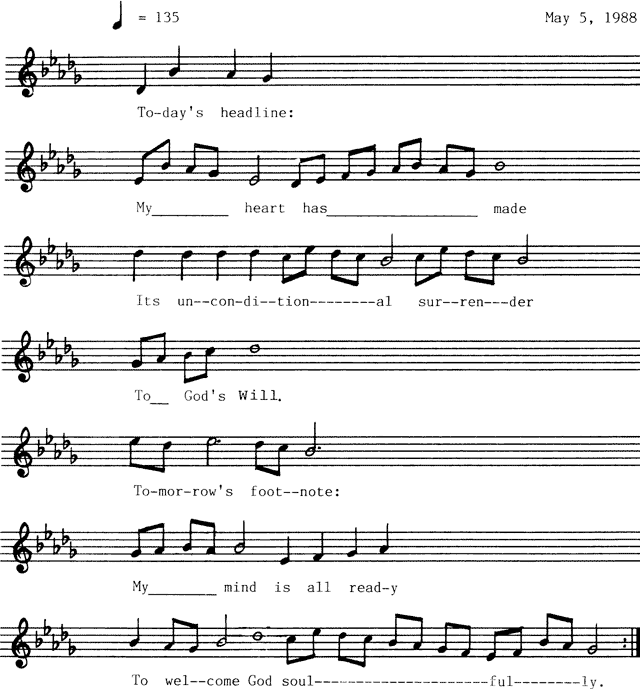 = 135 May 5, 1988
To-day's headline:
My________ heart has________________ made
Its un--con-di--tion--------al sur--ren---der
To__ God's Will.
To-mor-row's foot--note:
My_______ mind is all read-y
To wel--come God soul---------------------ful--------ly.